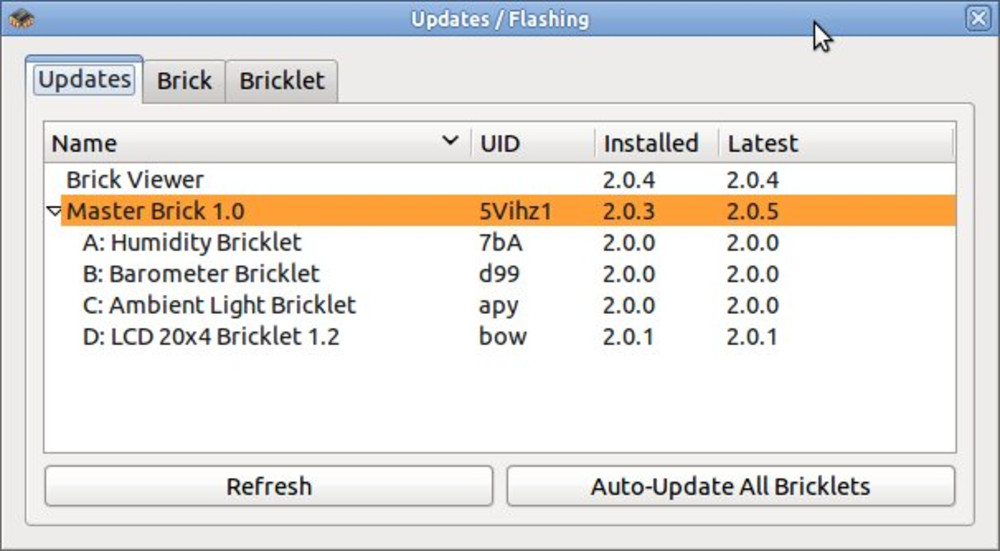 Updates / Flashing
Updates Brick Bricklet
Name UID Installed Latest
Brick Viewer 2.0.4 2.0.4
Master Brick 1.0 5Vihz1 2.0.3 2.0.5
A: Humidity Bricklet 7bA 2.0.0 2.0.0
B: Barometer Bricklet d99 2.0.0 2.0.0
C: Ambient Light Bricklet apy 2.0.0 2.0.0
D: LCD 20x4 Bricklet 1.2 bow 2.0.1 2.0.1
Refresh Auto-Update All Bricklets